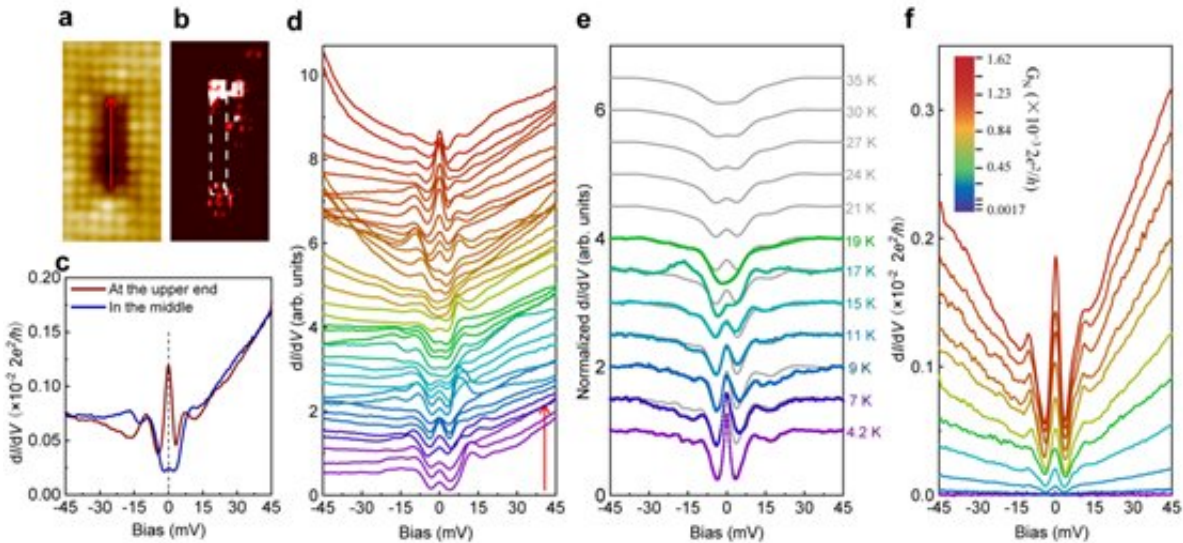 a
b
c
0.20
0.15
0.10
0.05
0.00
dI/dV (×10⁻² 2e²/h)
At the upper end
In the middle
-45 -30 -15 0 15 30 45
Bias (mV)
d
10
8
6
4
2
0
dI/dV (arb. units)
-45 -30 -15 0 15 30 45
Bias (mV)
e
6
4
2
0
Normalized dI/dV (arb. units)
35 K
30 K
27 K
24 K
21 K
19 K
17 K
15 K
11 K
9 K
7 K
4.2 K
-45 -30 -15 0 15 30 45
Bias (mV)
f
0.3
0.2
0.1
0.0
dI/dV (×10⁻² 2e²/h)
1.62
1.23
0.84
0.45
0.0017
-45 -30 -15 0 15 30 45
Bias (mV)